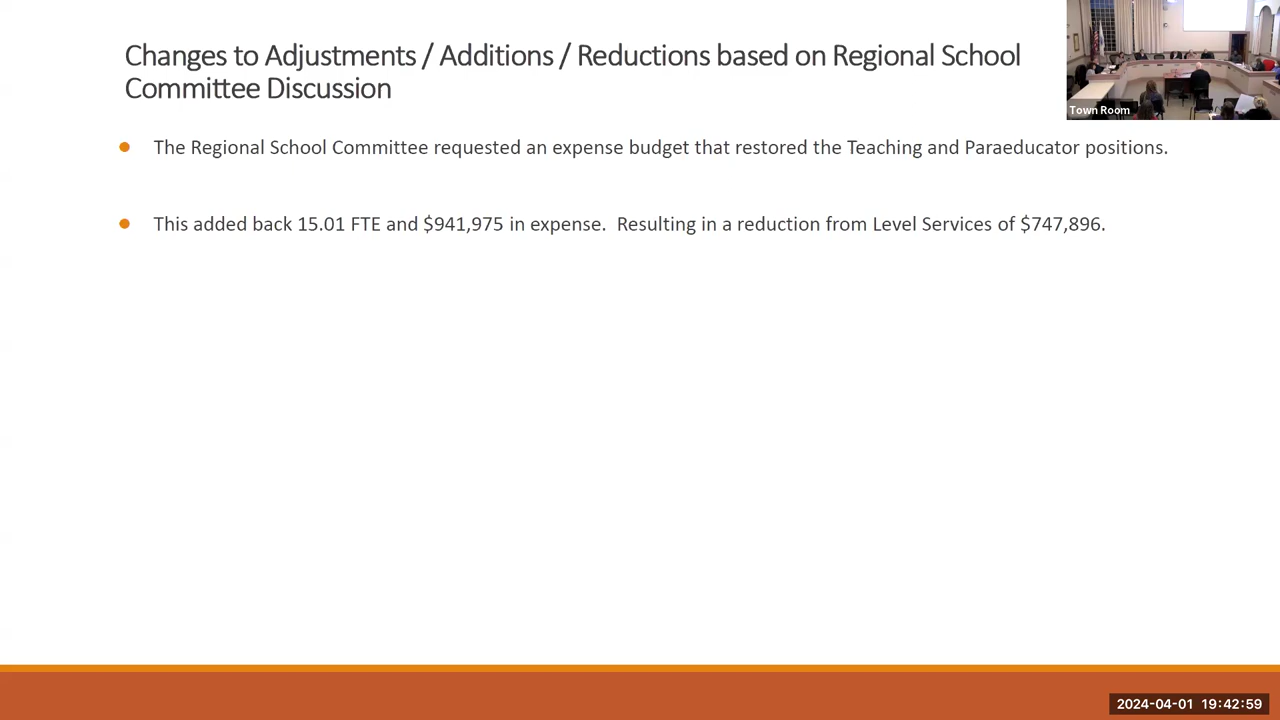 Changes to Adjustments / Additions / Reductions based on Regional School
Committee Discussion
Town Room
The Regional School Committee requested an expense budget that restored the Teaching and Paraeducator positions.
This added back 15.01 FTE and $941,975 in expense.  Resulting in a reduction from Level Services of $747,896.
2024-04-01 19:42:59